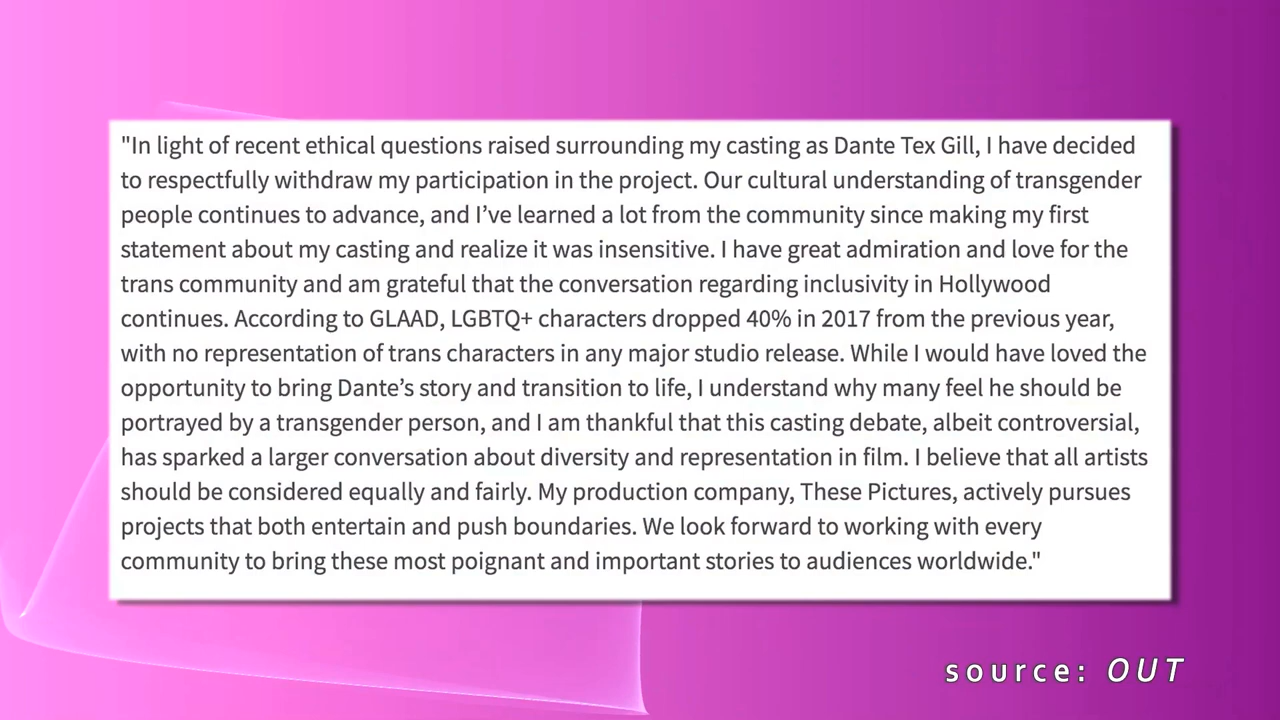 "In light of recent ethical questions raised surrounding my casting as Dante Tex Gill, I have decided
to respectfully withdraw my participation in the project. Our cultural understanding of transgender
people continues to advance, and I’ve learned a lot from the community since making my first
statement about my casting and realize it was insensitive. I have great admiration and love for the
trans community and am grateful that the conversation regarding inclusivity in Hollywood
continues. According to GLAAD, LGBTQ+ characters dropped 40% in 2017 from the previous year,
with no representation of trans characters in any major studio release. While I would have loved the
opportunity to bring Dante’s story and transition to life, I understand why many feel he should be
portrayed by a transgender person, and I am thankful that this casting debate, albeit controversial,
has sparked a larger conversation about diversity and representation in film. I believe that all artists
should be considered equally and fairly. My production company, These Pictures, actively pursues
projects that both entertain and push boundaries. We look forward to working with every
community to bring these most poignant and important stories to audiences worldwide."
source: OUT